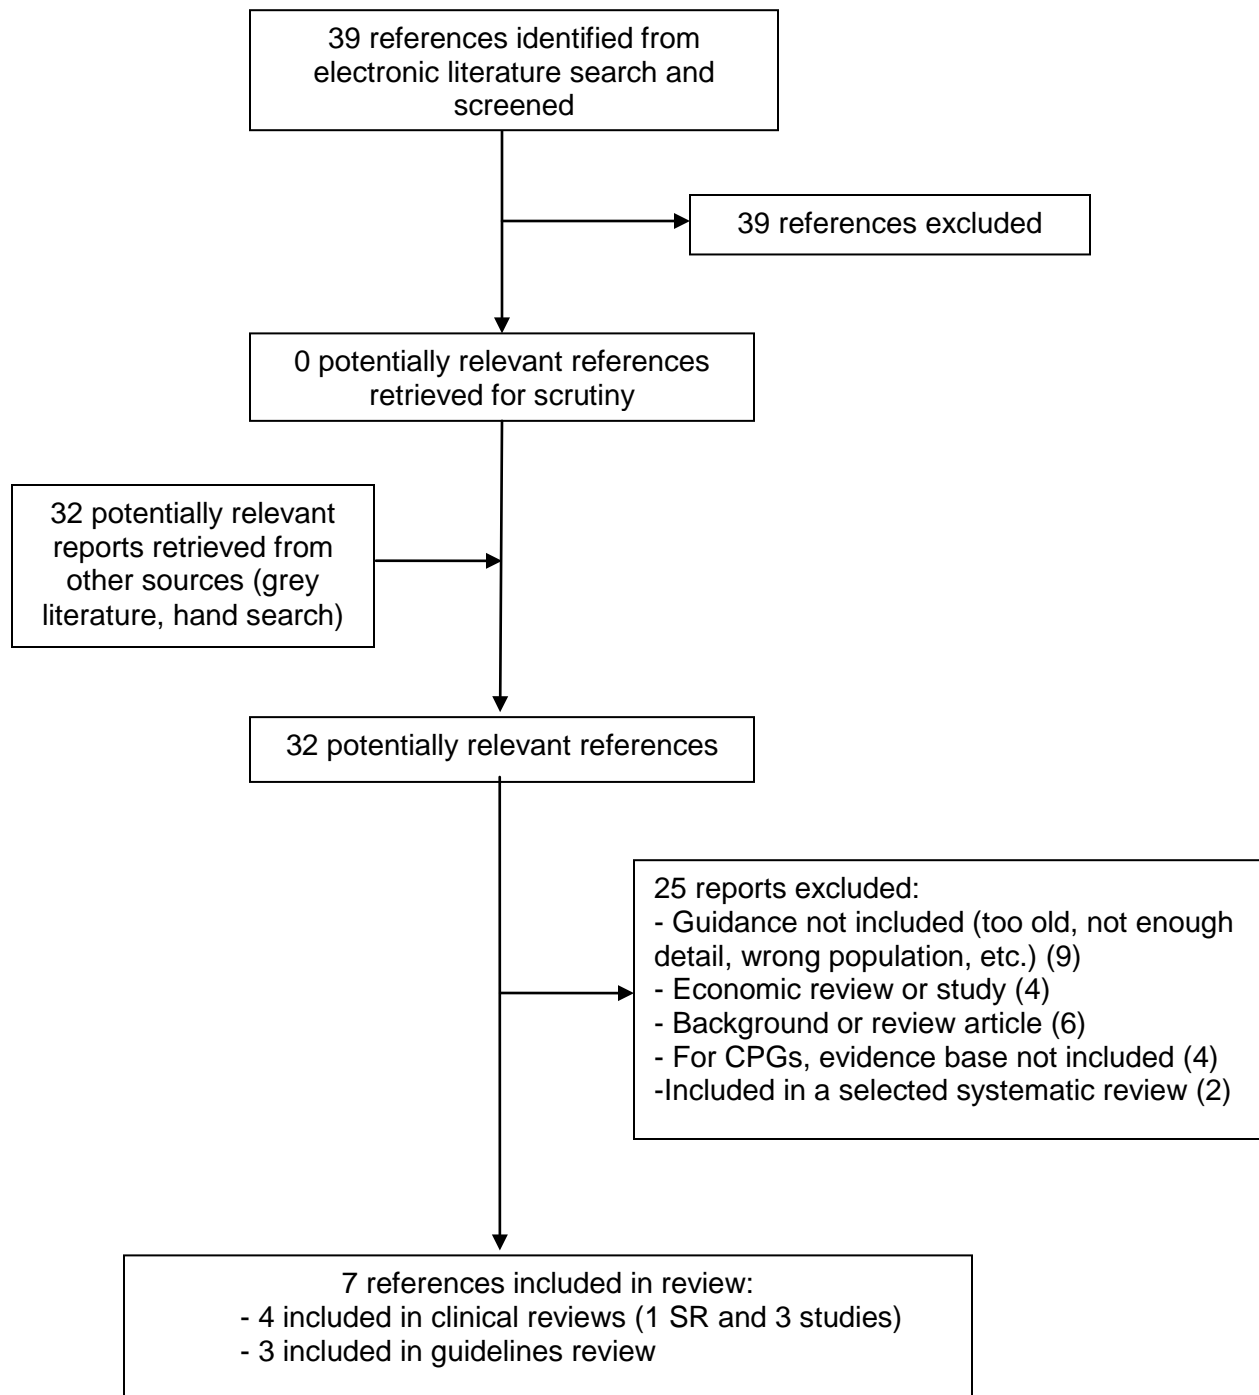 39 references identified from
electronic literature search and
screened
39 references excluded
0 potentially relevant references
retrieved for scrutiny
32 potentially relevant
reports retrieved from
other sources (grey
literature, hand search)
32 potentially relevant references
25 reports excluded:
- Guidance not included (too old, not enough
detail, wrong population, etc.) (9)
- Economic review or study (4)
- Background or review article (6)
- For CPGs, evidence base not included (4)
-Included in a selected systematic review (2)
7 references included in review:
- 4 included in clinical reviews (1 SR and 3 studies)
- 3 included in guidelines review